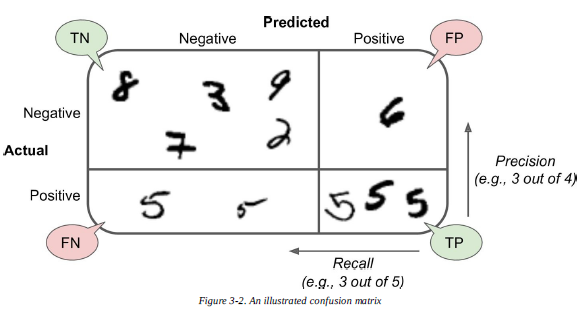 Predicted
TN
Negative
Positive
FP
8 3 9
Negative
6
7 2
Actual
Precision
(e.g., 3 out of 4)
Positive
5 5
5 5 5
FN
TP
Recall
(e.g., 3 out of 5)
Figure 3-2. An illustrated confusion matrix